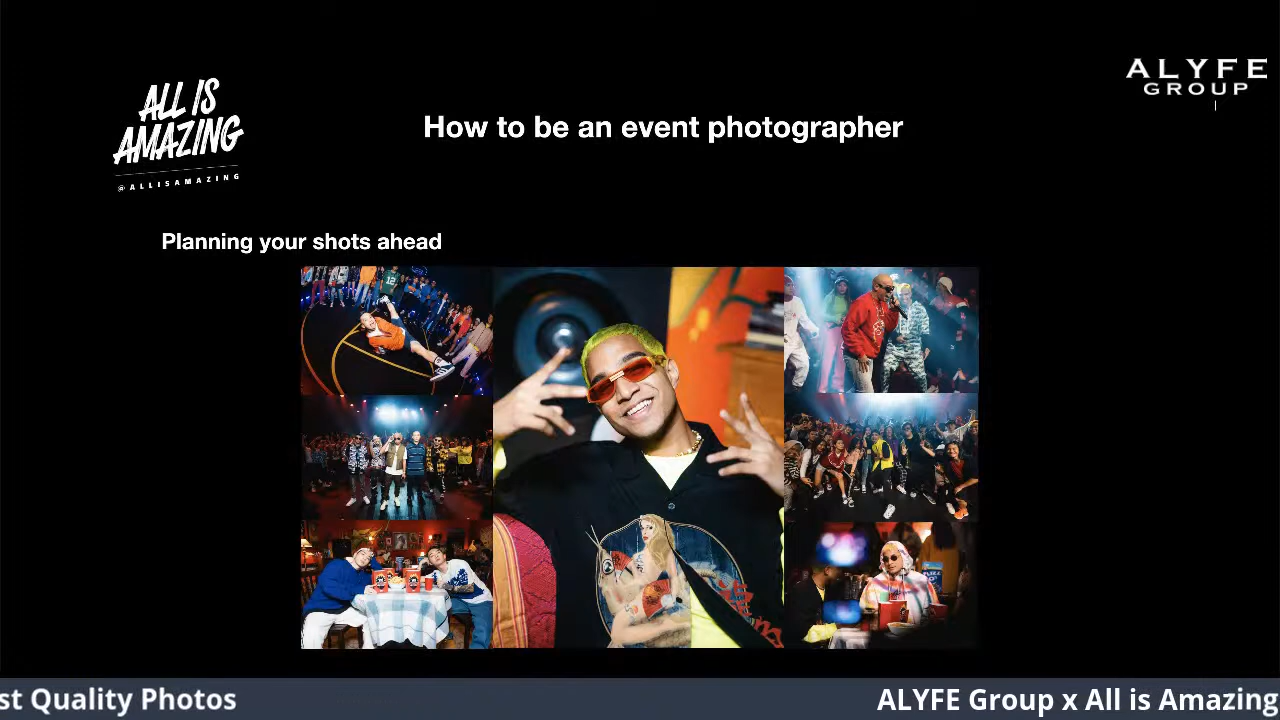 ALL IS
AMAZING
@ALLISAMAZING
ALYFE
GROUP
How to be an event photographer
Planning your shots ahead
12
st Quality Photos
ALYFE Group x All is Amazing